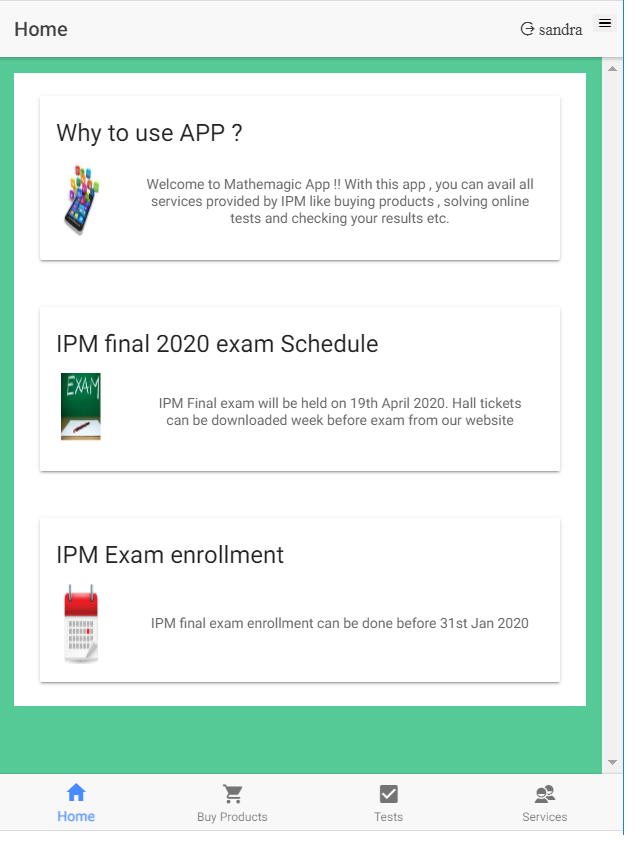 Home
sandra
Why to use APP ?
Welcome to Mathemagic App !! With this app , you can avail all
services provided by IPM like buying products , solving online
tests and checking your results etc.
IPM final 2020 exam Schedule
EXAM
IPM Final exam will be held on 19th April 2020. Hall tickets
can be downloaded week before exam from our website
IPM Exam enrollment
IPM final exam enrollment can be done before 31st Jan 2020
Home
Buy Products
Tests
Services